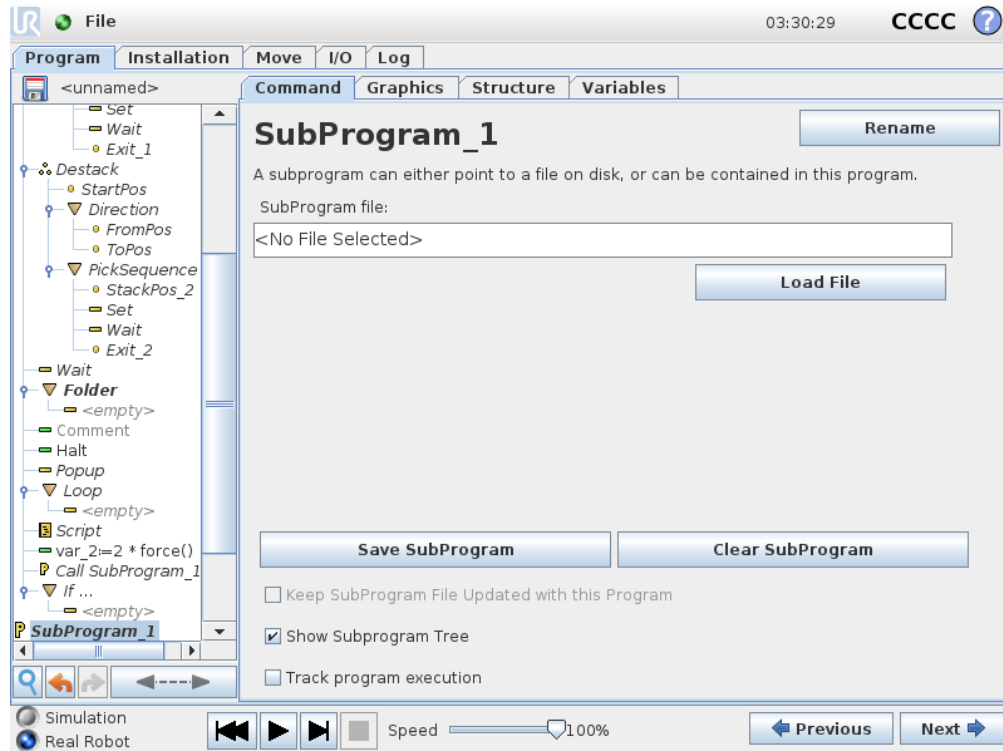 UR File 03:30:29 CCCC ?
Program Installation Move I/O Log
<unnamed>
Command Graphics Structure Variables
Set
Wait
Exit_1
Destack
StartPos
Direction
FromPos
ToPos
PickSequence
StackPos_2
Set
Wait
Exit_2
Wait
Folder
<empty>
Comment
Halt
Popup
Loop
<empty>
Script
var_2:=2 * force()
Call SubProgram_1
If ...
<empty>
SubProgram_1
SubProgram_1
Rename
A subprogram can either point to a file on disk, or can be contained in this program.
SubProgram file:
<No File Selected>
Load File
Save SubProgram Clear SubProgram
Keep SubProgram File Updated with this Program
Show Subprogram Tree
Track program execution
Simulation
Real Robot
Speed 100%
Previous Next